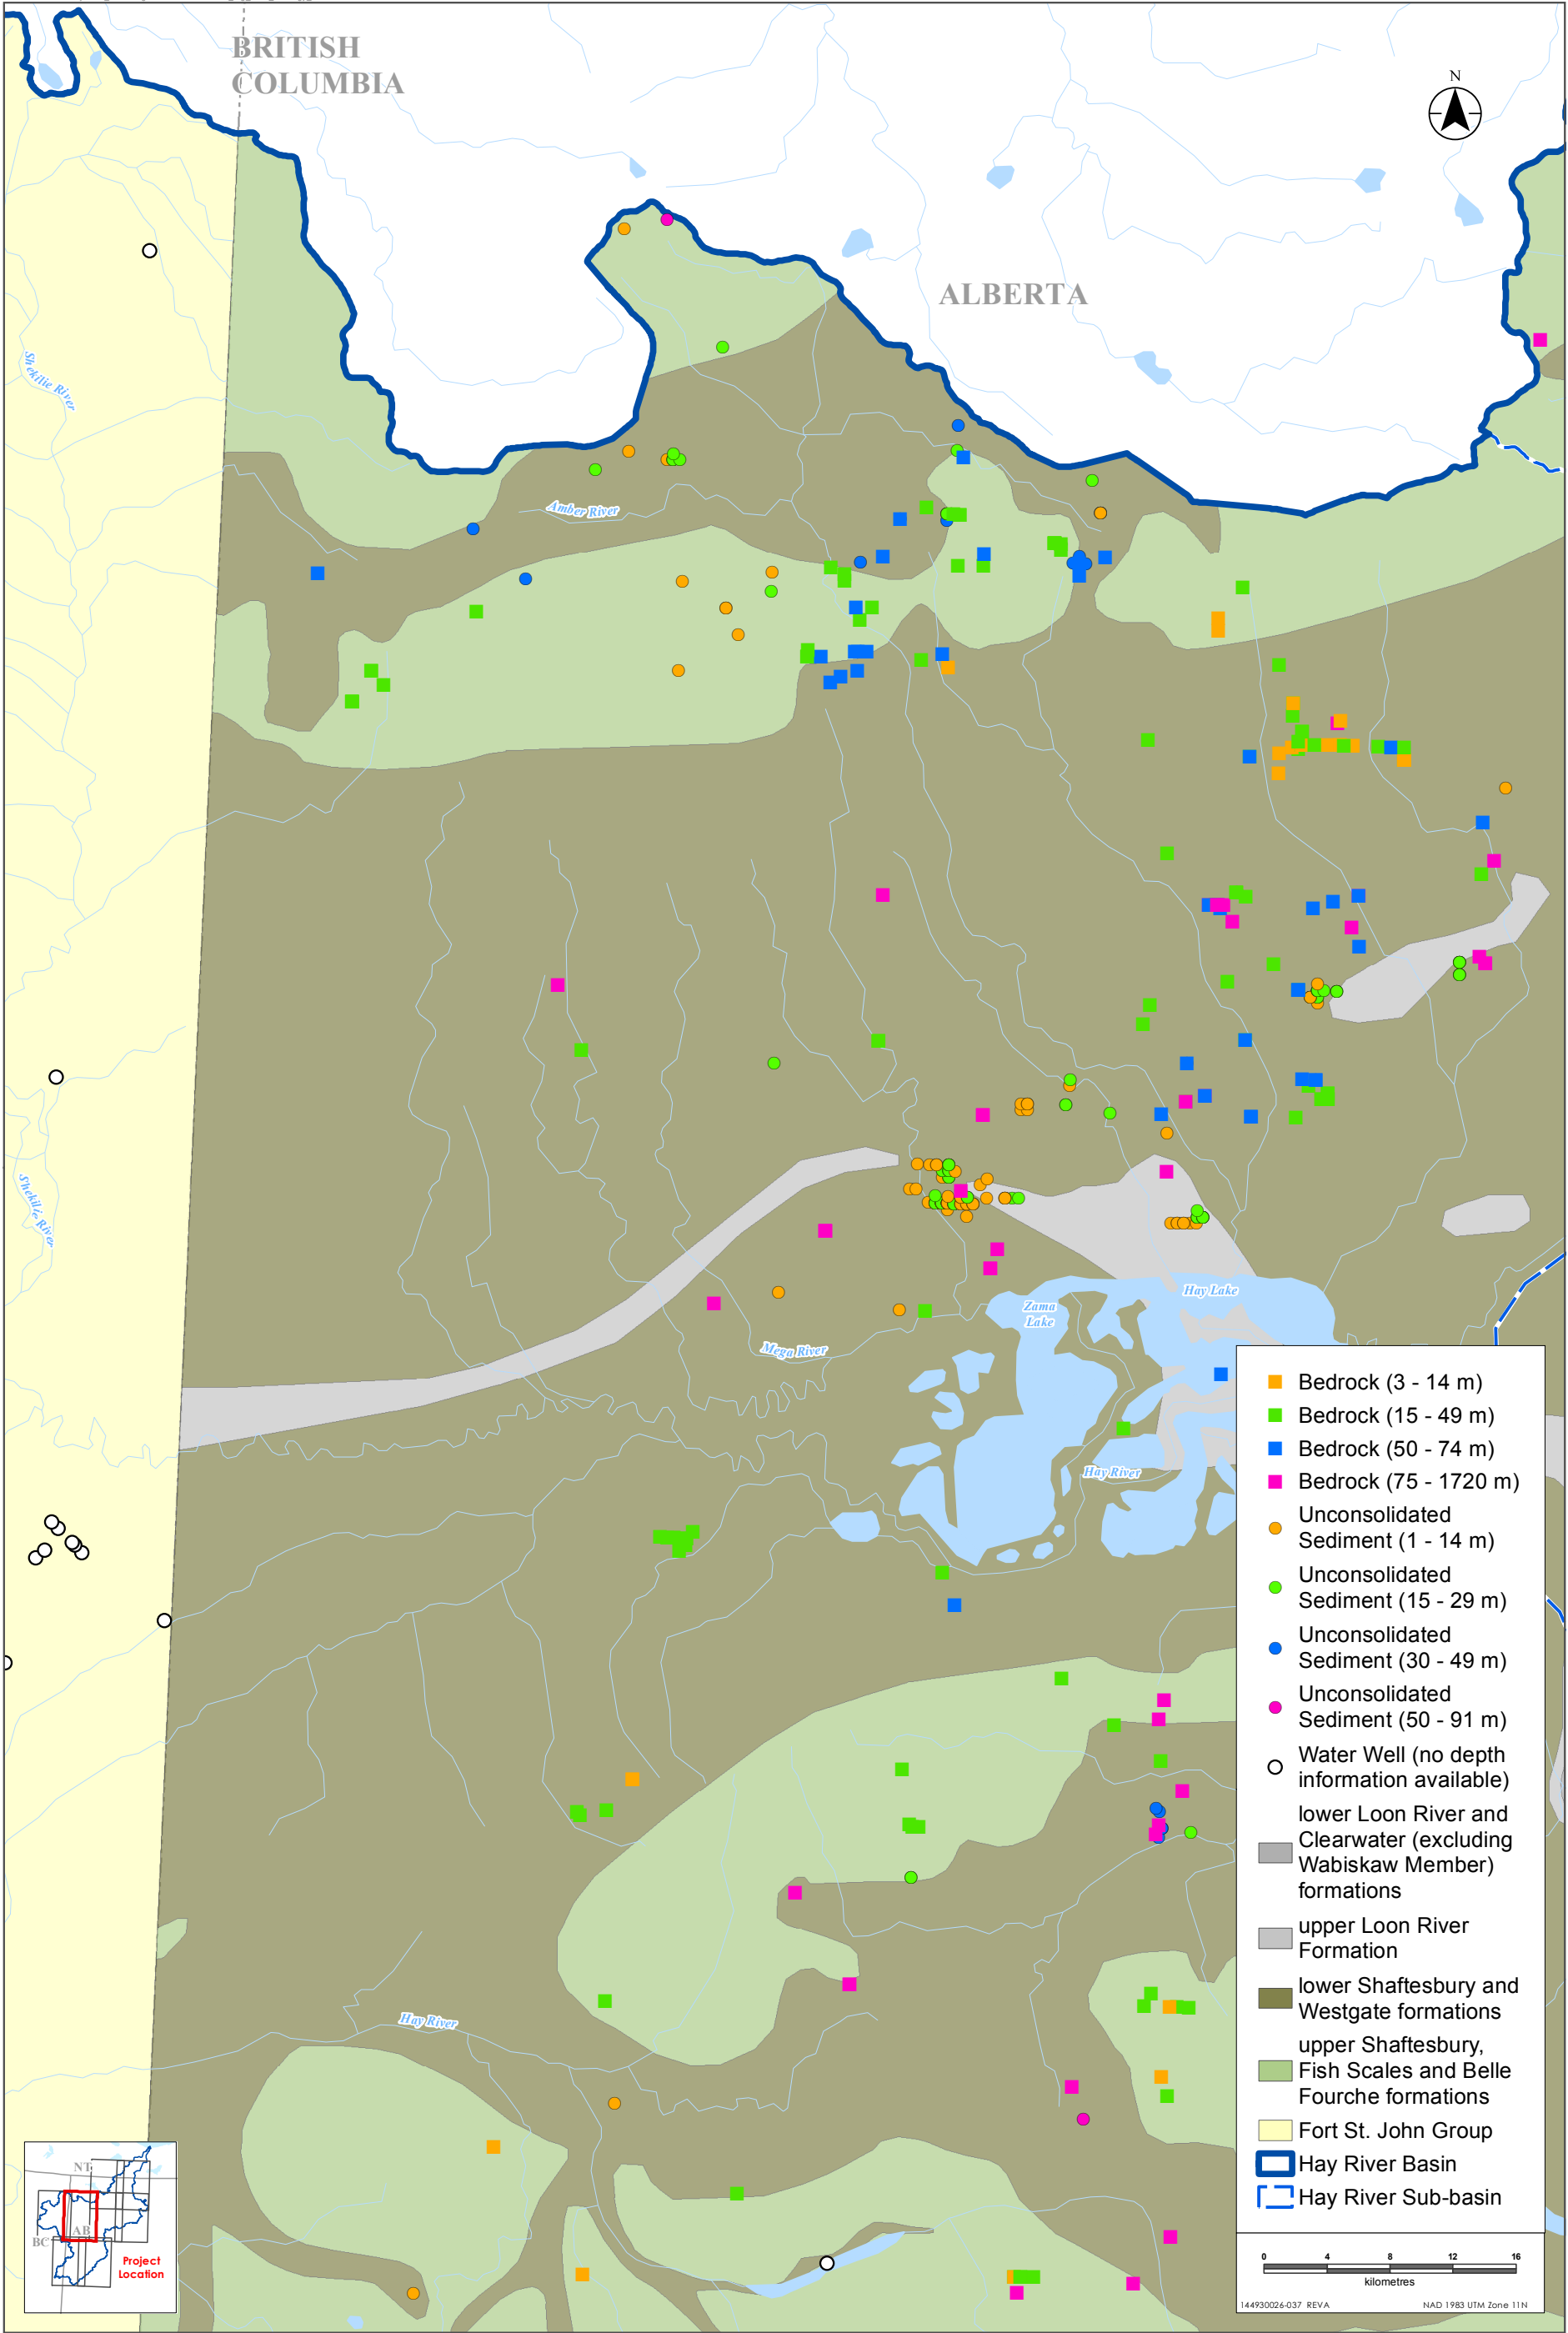 BRITISH
COLUMBIA
N
ALBERTA
Shekilie River
Amber River
Shekilie River
Hay Lake
Zama
Lake
Mega River
Hay River
Hay River
Bedrock (3 - 14 m)
Bedrock (15 - 49 m)
Bedrock (50 - 74 m)
Bedrock (75 - 1720 m)
Unconsolidated
Sediment (1 - 14 m)
Unconsolidated
Sediment (15 - 29 m)
Unconsolidated
Sediment (30 - 49 m)
Unconsolidated
Sediment (50 - 91 m)
Water Well (no depth
information available)
lower Loon River and
Clearwater (excluding
Wabiskaw Member)
formations
upper Loon River
Formation
lower Shaftesbury and
Westgate formations
upper Shaftesbury,
Fish Scales and Belle
Fourche formations
Fort St. John Group
Hay River Basin
Hay River Sub-basin
0 4 8 12 16
kilometres
144930026-037 REVA NAD 1983 UTM Zone 11N
NT
AB
BC
Project
Location